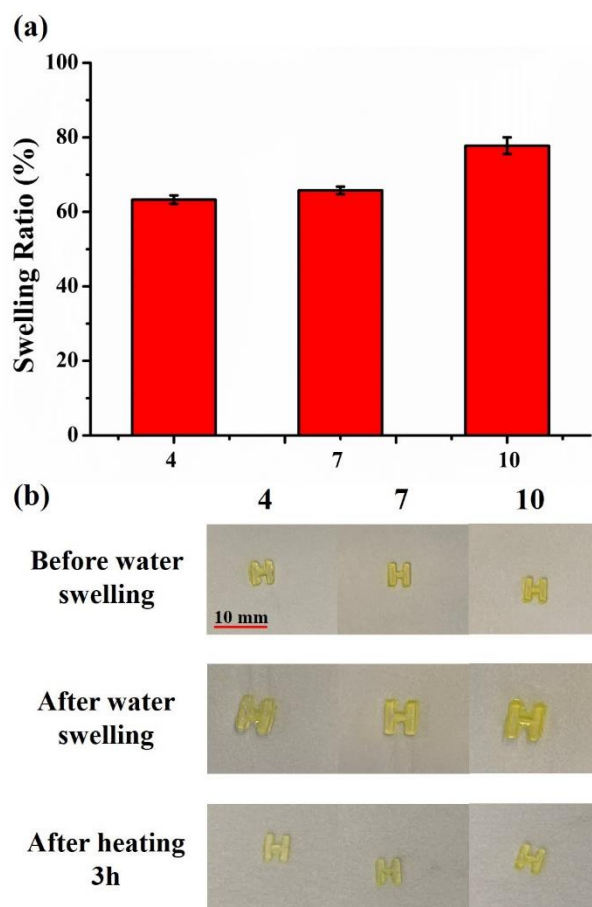 (a)
Swelling Ratio (%)
100
80
60
40
20
0
4 7 10
(b)
4 7 10
Before water
swelling
10 mm
H H H
After water
swelling
H H H
After heating
3h
H H H